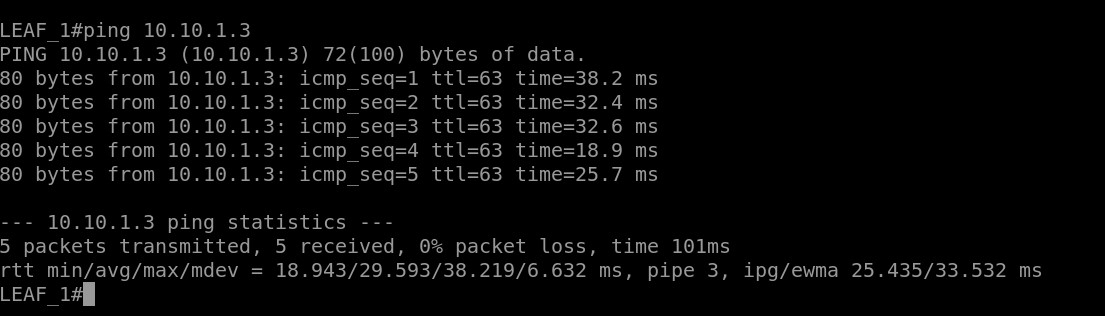 LEAF_1#ping 10.10.1.3
PING 10.10.1.3 (10.10.1.3) 72(100) bytes of data.
80 bytes from 10.10.1.3: icmp_seq=1 ttl=63 time=38.2 ms
80 bytes from 10.10.1.3: icmp_seq=2 ttl=63 time=32.4 ms
80 bytes from 10.10.1.3: icmp_seq=3 ttl=63 time=32.6 ms
80 bytes from 10.10.1.3: icmp_seq=4 ttl=63 time=18.9 ms
80 bytes from 10.10.1.3: icmp_seq=5 ttl=63 time=25.7 ms

--- 10.10.1.3 ping statistics ---
5 packets transmitted, 5 received, 0% packet loss, time 101ms
rtt min/avg/max/mdev = 18.943/29.593/38.219/6.632 ms, pipe 3, ipg/ewma 25.435/33.532 ms
LEAF_1#